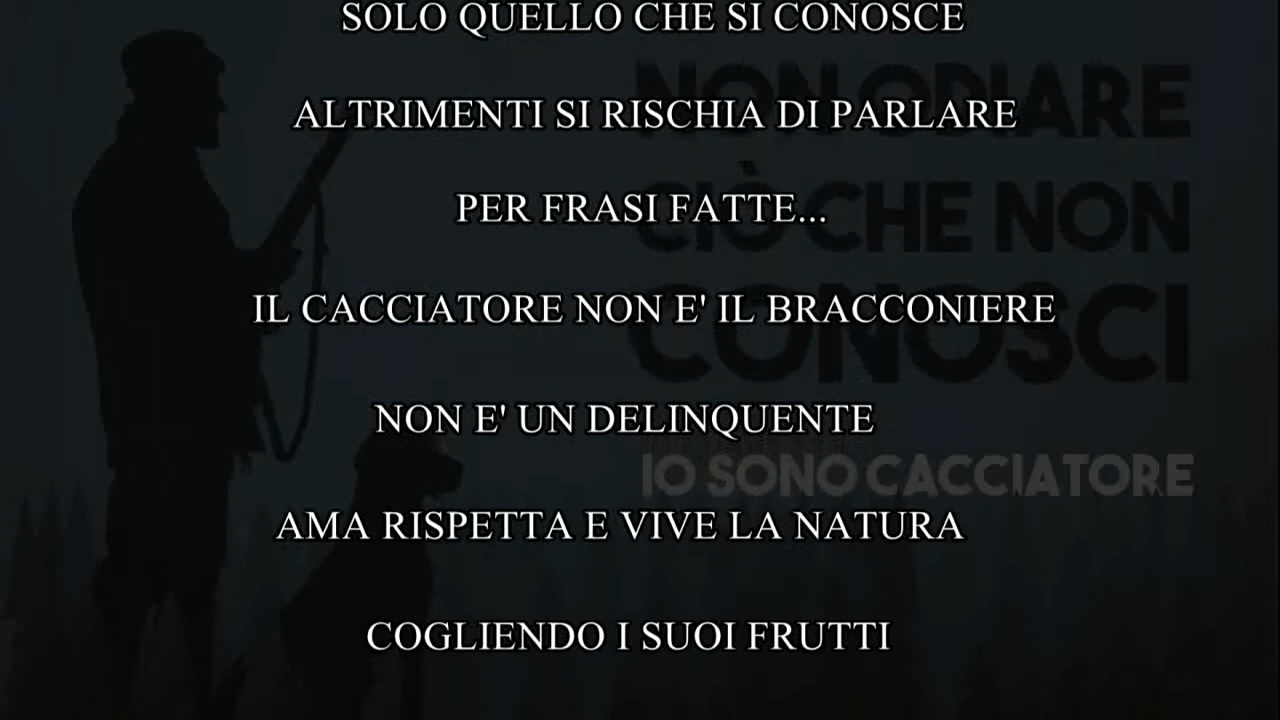 SOLO QUELLO CHE SI CONOSCE
ALTRIMENTI SI RISCHIA DI PARLARE
PER FRASI FATTE...
IL CACCIATORE NON E' IL BRACCONIERE
NON E' UN DELINQUENTE
AMA RISPETTA E VIVE LA NATURA
COGLIENDO I SUOI FRUTTI
NON ODIARE
CIÒ CHE NON
CONOSCI
IO SONO CACCIATORE